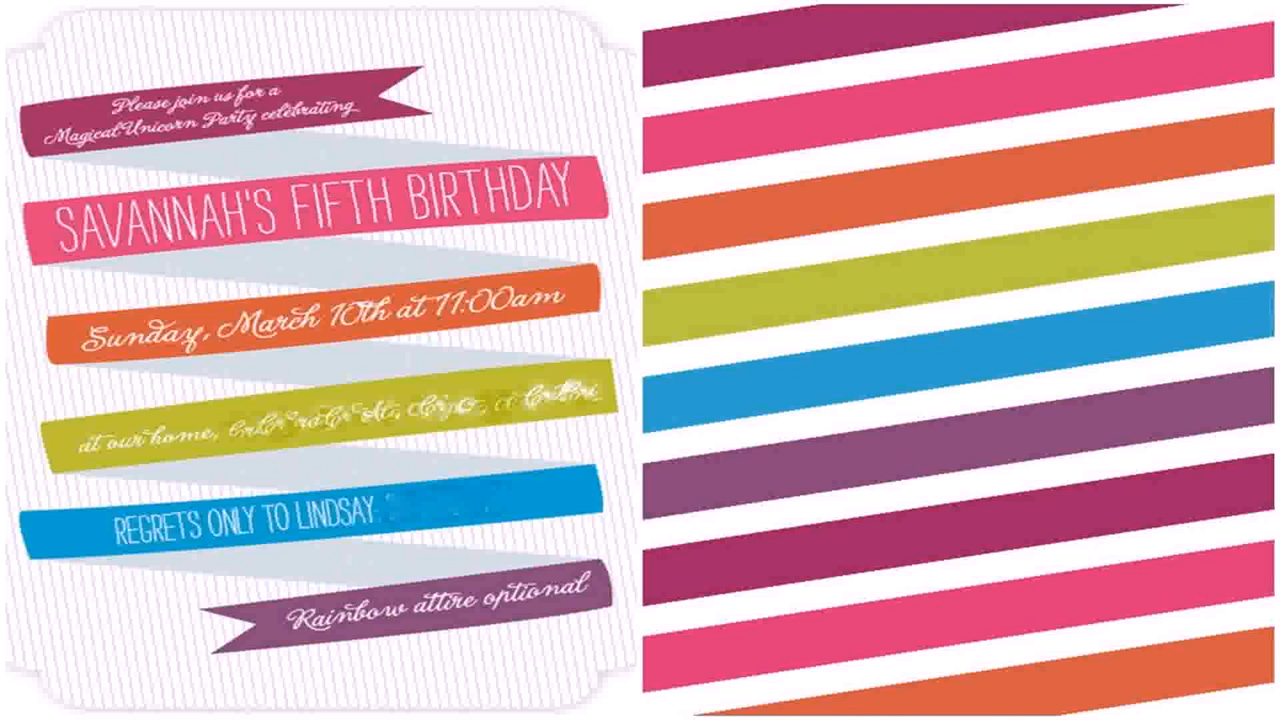 Please join us for a
Magical Unicorn Party celebrating
SAVANNAH'S FIFTH BIRTHDAY
Sunday, March 10th at 11:00am
at our home,
REGRETS ONLY TO LINDSAY
Rainbow attire optional